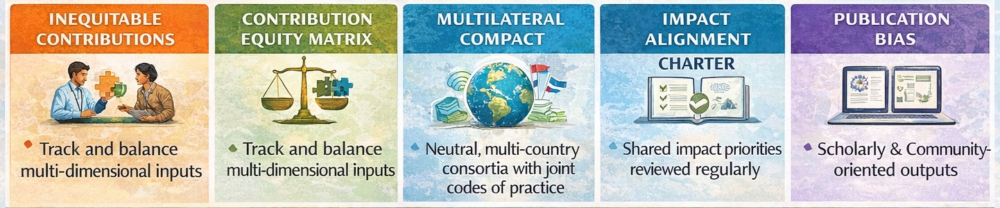 INEQUITABLE
CONTRIBUTIONS
Track and balance
multi-dimensional inputs
CONTRIBUTION
EQUITY MATRIX
Track and balance
multi-dimensional inputs
MULTILATERAL
COMPACT
Neutral, multi-country
consortia with joint
codes of practice
IMPACT
ALIGNMENT
CHARTER
Shared impact priorities
reviewed regularly
PUBLICATION
BIAS
Scholarly & Community-
oriented outputs